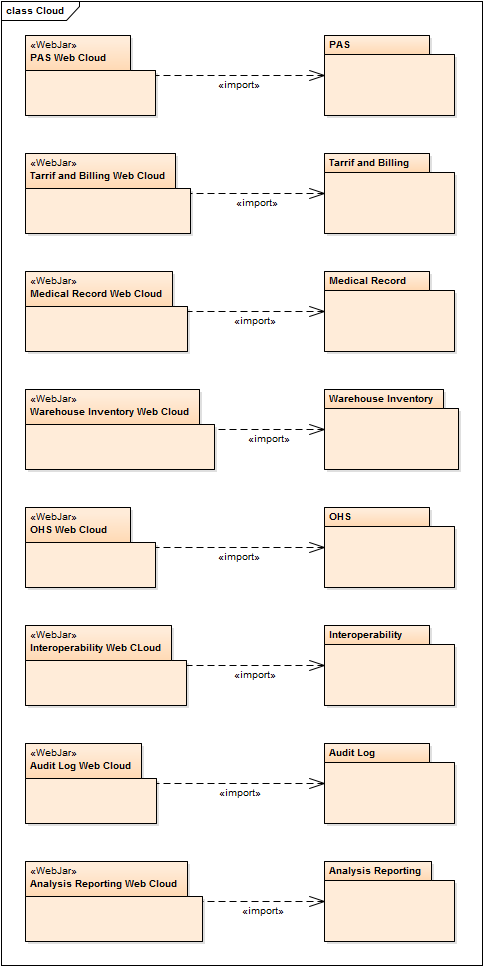 class Cloud
«WebJar»
PAS Web Cloud
PAS
«import»
«WebJar»
Tarrif and Billing Web Cloud
Tarrif and Billing
«import»
«WebJar»
Medical Record Web Cloud
Medical Record
«import»
«WebJar»
Warehouse Inventory Web Cloud
Warehouse Inventory
«import»
«WebJar»
OHS Web Cloud
OHS
«import»
«WebJar»
Interoperability Web CLoud
Interoperability
«import»
«WebJar»
Audit Log Web Cloud
Audit Log
«import»
«WebJar»
Analysis Reporting Web Cloud
Analysis Reporting
«import»